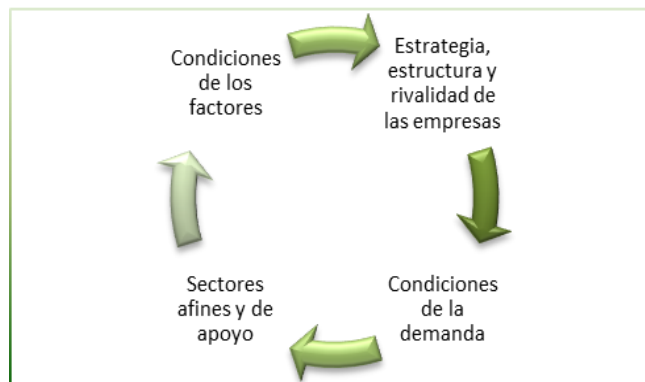 Condiciones
de los
factores
Estrategia,
estructura y
rivalidad de
las empresas
Condiciones
de la
demanda
Sectores
afines y de
apoyo